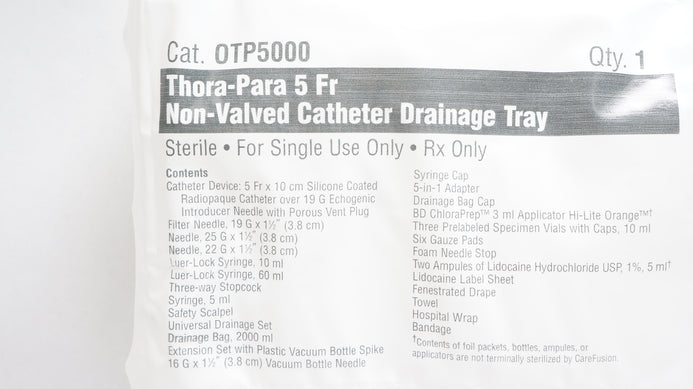 Cat. OTP5000
Qty. 1
Thora-Para 5 Fr
Non-Valved Catheter Drainage Tray
Sterile • For Single Use Only • Rx Only
Contents
Catheter Device: 5 Fr x 10 cm Silicone Coated
Radiopaque Catheter over 19 G Echogenic
Introducer Needle with Porous Vent Plug
Filter Needle, 19 G x 1½" (3.8 cm)
Needle, 25 G x 1½" (3.8 cm)
Needle, 22 G x 1½" (3.8 cm)
Luer-Lock Syringe, 10 ml
Luer-Lock Syringe, 60 ml
Three-way Stopcock
Syringe, 5 ml
Safety Scalpel
Universal Drainage Set
Drainage Bag, 2000 ml
Extension Set with Plastic Vacuum Bottle Spike
16 G x 1½" (3.8 cm) Vacuum Bottle Needle
Syringe Cap
5-in-1 Adapter
Drainage Bag Cap
BD ChloraPrep™ 3 ml Applicator Hi-Lite Orange™†
Three Prelabeled Specimen Vials with Caps, 10 ml
Six Gauze Pads
Foam Needle Stop
Two Ampules of Lidocaine Hydrochloride USP, 1%, 5 ml†
Lidocaine Label Sheet
Fenestrated Drape
Towel
Hospital Wrap
Bandage
†Contents of foil packets, bottles, ampules, or
applicators are not terminally sterilized by CareFusion.